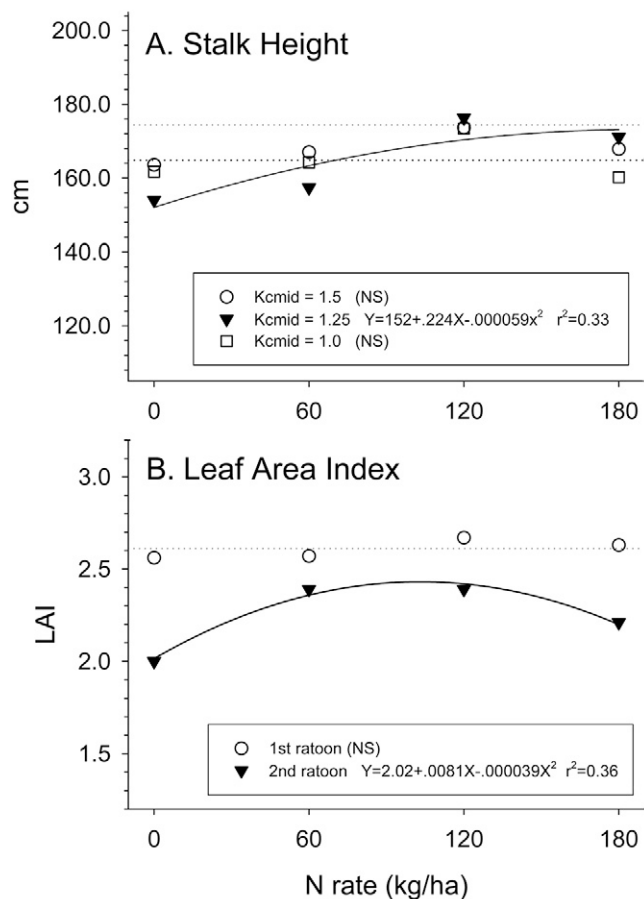 A. Stalk Height
200.0
180.0
160.0
140.0
120.0
cm
Kcmid = 1.5 (NS)
Kcmid = 1.25 Y=152+.224X-.000059x²  r²=0.33
Kcmid = 1.0 (NS)
0 60 120 180
B. Leaf Area Index
3.0
2.5
2.0
1.5
LAI
1st ratoon (NS)
2nd ratoon Y=2.02+.0081X-.000039X²  r²=0.36
0 60 120 180
N rate (kg/ha)